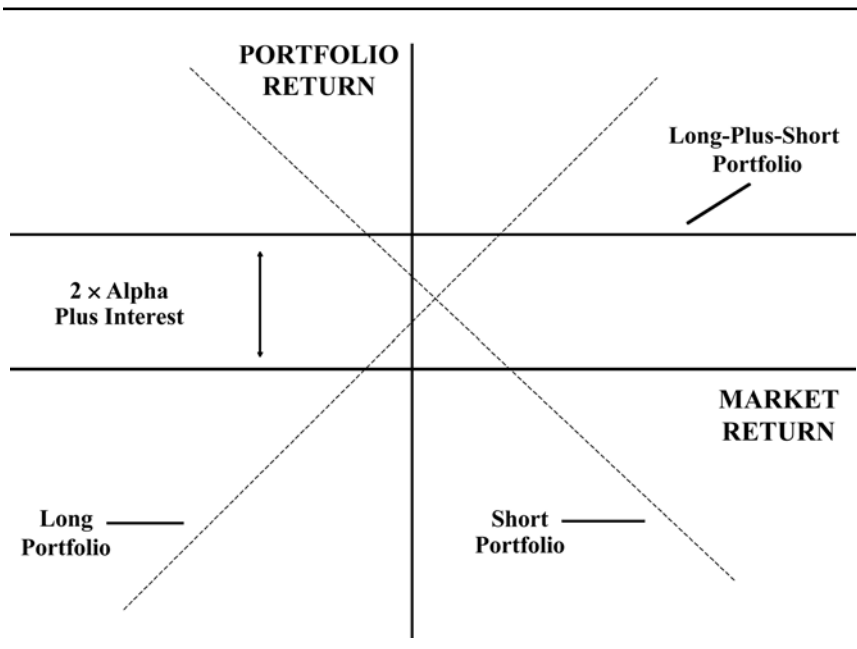 PORTFOLIO
RETURN
Long-Plus-Short
Portfolio
2 × Alpha
Plus Interest
MARKET
RETURN
Long
Portfolio
Short
Portfolio